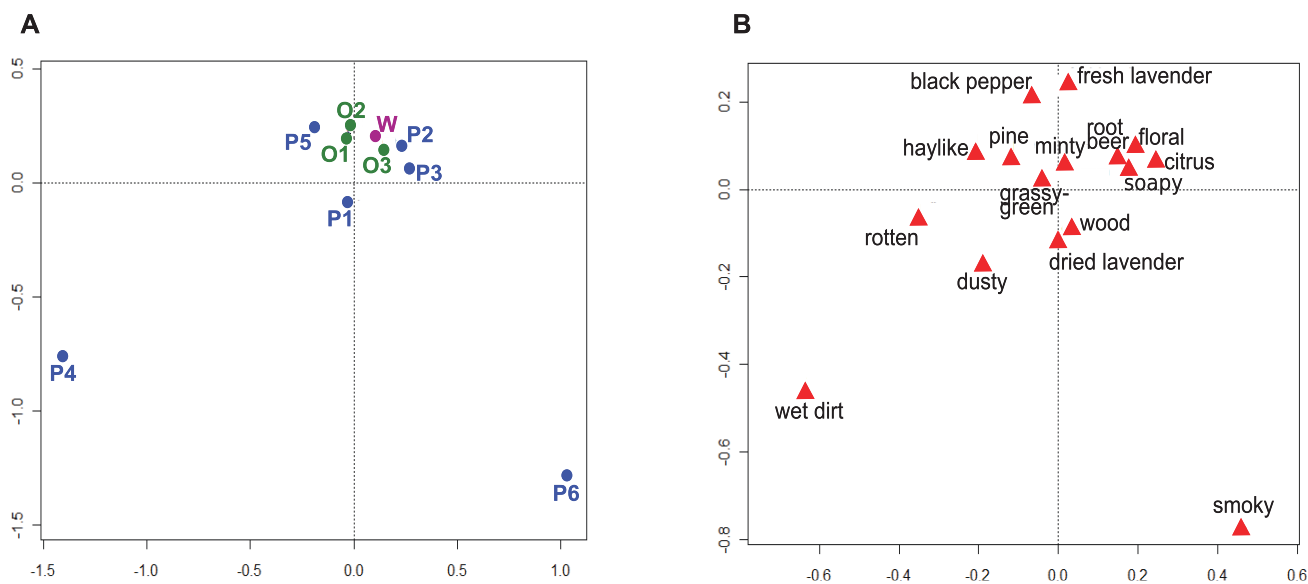 A
0.5
0.0
-0.5
-1.0
-1.5
-1.5
-1.0
-0.5
0.0
0.5
1.0
O2
W
P2
P5
O1
O3
P3
P1
P4
P6
B
0.2
0.0
-0.2
-0.4
-0.6
-0.8
-0.6
-0.4
-0.2
0.0
0.2
0.4
0.6
black pepper
fresh lavender
root
beer
floral
pine
minty
haylike
citrus
soapy
grassy-
green
wood
rotten
dried lavender
dusty
wet dirt
smoky